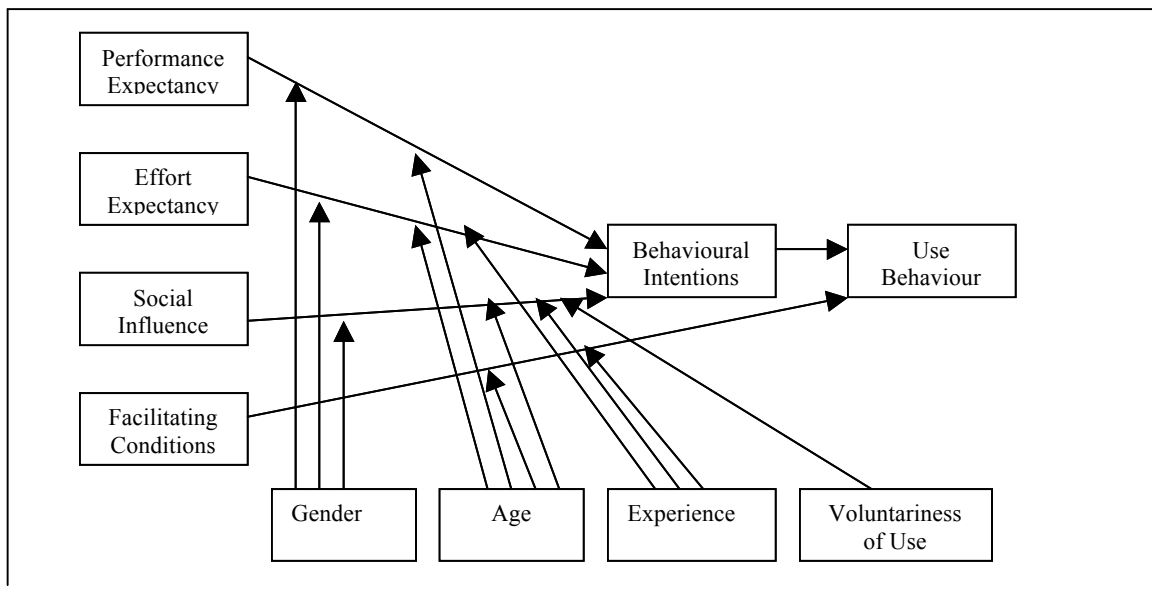 Performance
Expectancy
Effort
Expectancy
Social
Influence
Facilitating
Conditions
Behavioural
Intentions
Use
Behaviour
Gender
Age
Experience
Voluntariness
of Use